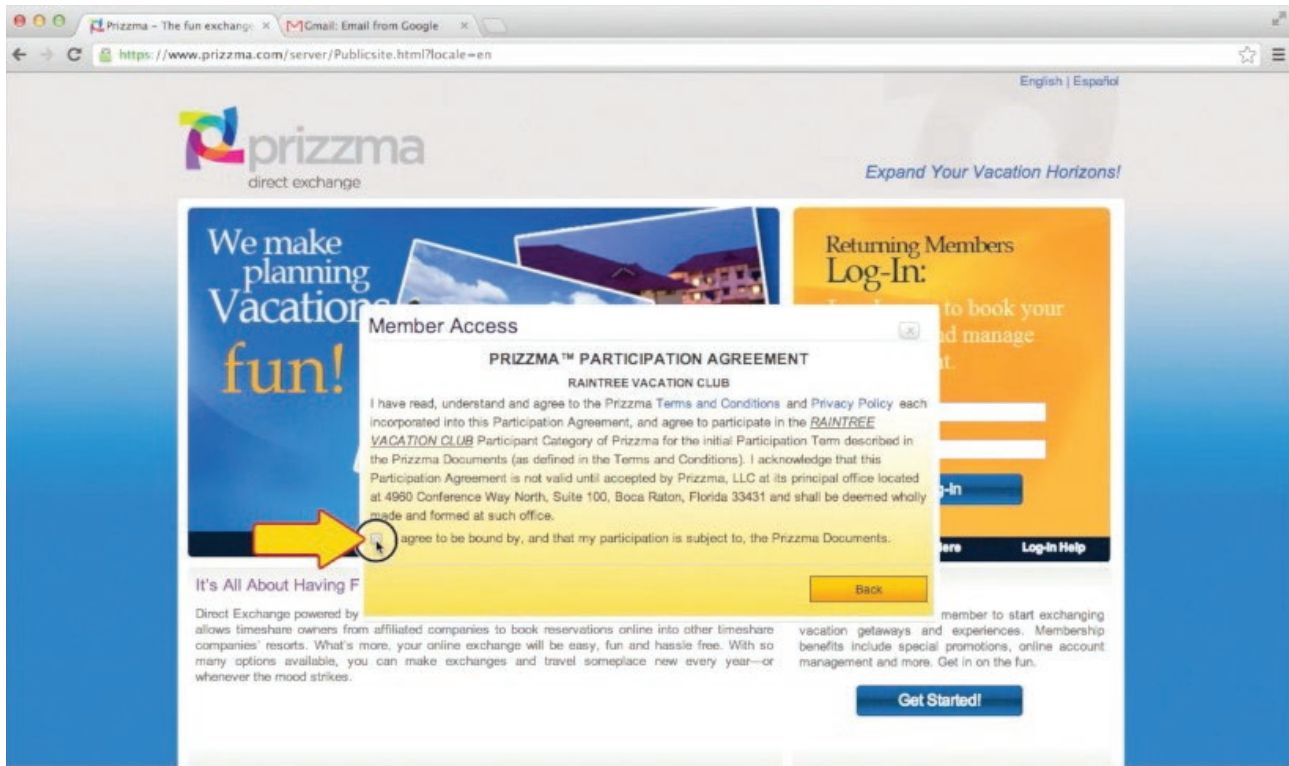 Prizzma – The fun exchange
Gmail: Email from Google
https://www.prizzma.com/server/Publicsite.html?locale=en
English | Español
prizzma
direct exchange
Expand Your Vacation Horizons!
We make
planning
Vacations
fun!
Returning Members
Log-In:
to book your
and manage
Member Access
PRIZZMA™ PARTICIPATION AGREEMENT
RAINTREE VACATION CLUB
I have read, understand and agree to the Prizzma Terms and Conditions and Privacy Policy each
incorporated into this Participation Agreement, and agree to participate in the RAINTREE
VACATION CLUB Participant Category of Prizzma for the initial Participation Term described in
the Prizzma Documents (as defined in the Terms and Conditions). I acknowledge that this
Participation Agreement is not valid until accepted by Prizzma, LLC at its principal office located
at 4960 Conference Way North, Suite 100, Boca Raton, Florida 33431 and shall be deemed wholly
made and formed at such office.
agree to be bound by, and that my participation is subject to, the Prizzma Documents.
Back
g-In
Log-In Help
It's All About Having F
Direct Exchange powered by
allows timeshare owners from affiliated companies to book reservations online into other timeshare
companies' resorts. What's more, your online exchange will be easy, fun and hassle free. With so
many options available, you can make exchanges and travel someplace new every year—or
whenever the mood strikes.
member to start exchanging
vacation getaways and experiences. Membership
benefits include special promotions, online account
management and more. Get in on the fun.
Get Started!